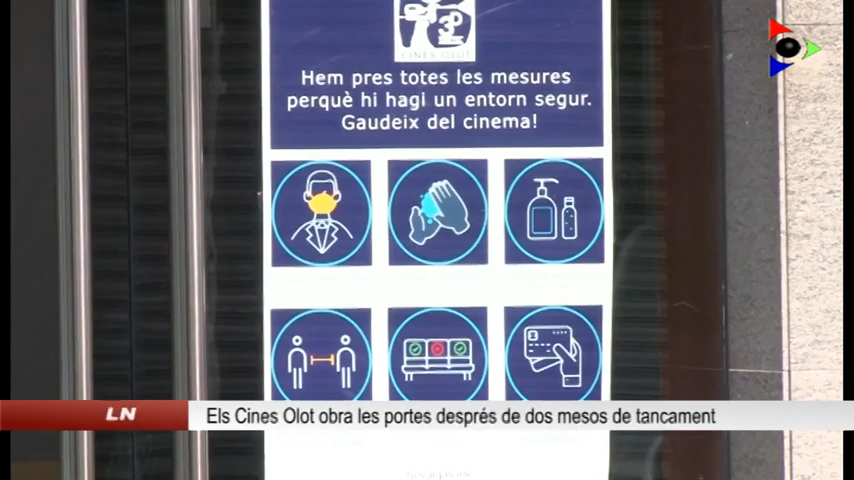 3D
CINES OLOT
Hem pres totes les mesures
perquè hi hagi un entorn segur.
Gaudeix del cinema!
LN
Els Cines Olot obra les portes després de dos mesos de tancament